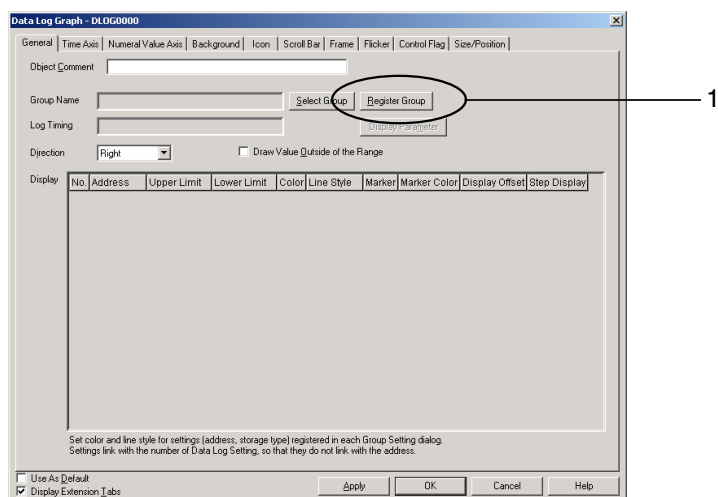 Data Log Graph - DLOG0000
General Time Axis Numeral Value Axis Background Icon Scroll Bar Frame Flicker Control Flag Size/Position
Object Comment
Group Name Select Group Register Group 1
Log Timing Display Parameter
Direction Right Draw Value Outside of the Range
Display No. Address Upper Limit Lower Limit Color Line Style Marker Marker Color Display Offset Step Display
Set color and line style for settings (address, storage type) registered in each Group Setting dialog.
Settings link with the number of Data Log Setting, so that they do not link with the address.
Use As Default
Display Extension Tabs Apply OK Cancel Help